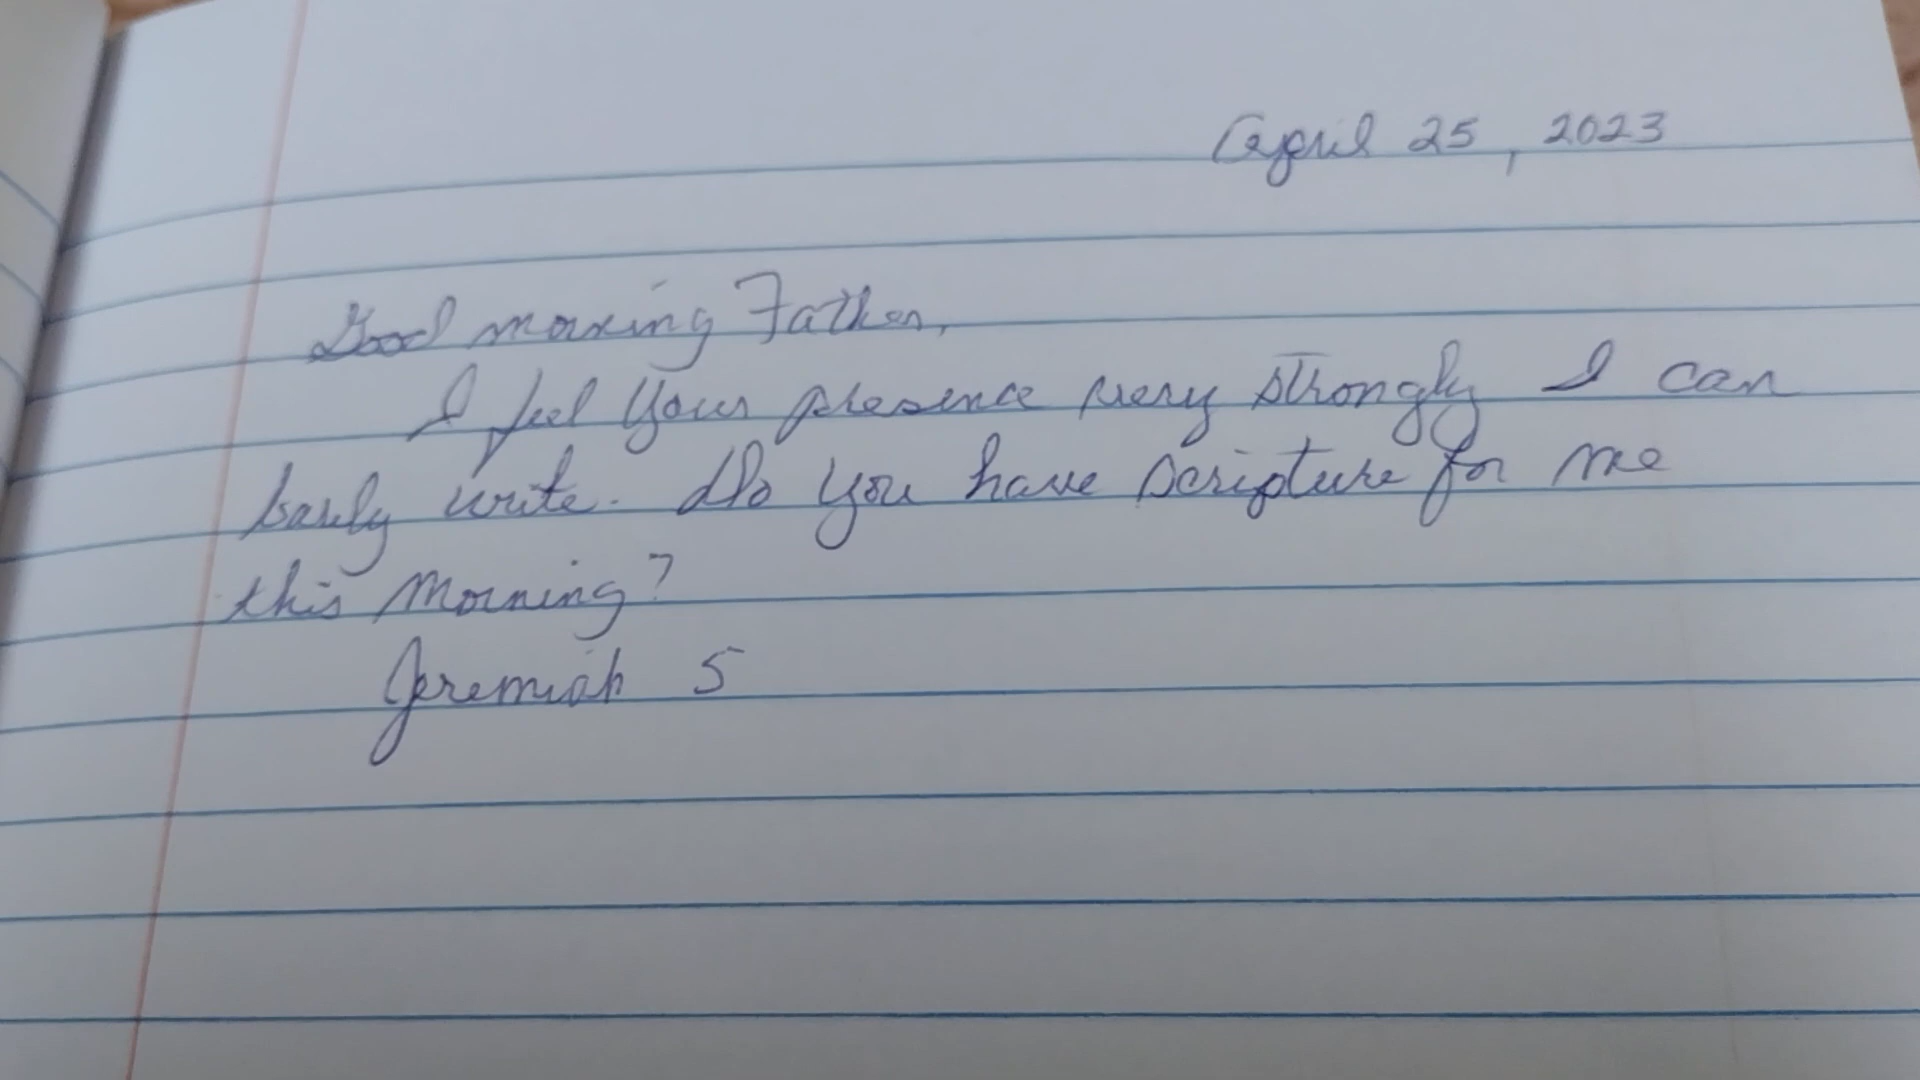 April 25, 2023
Good morning Father,
I feel Your presence very strongly I can
barely write. Do You have scripture for me
this morning?
Jeremiah 5